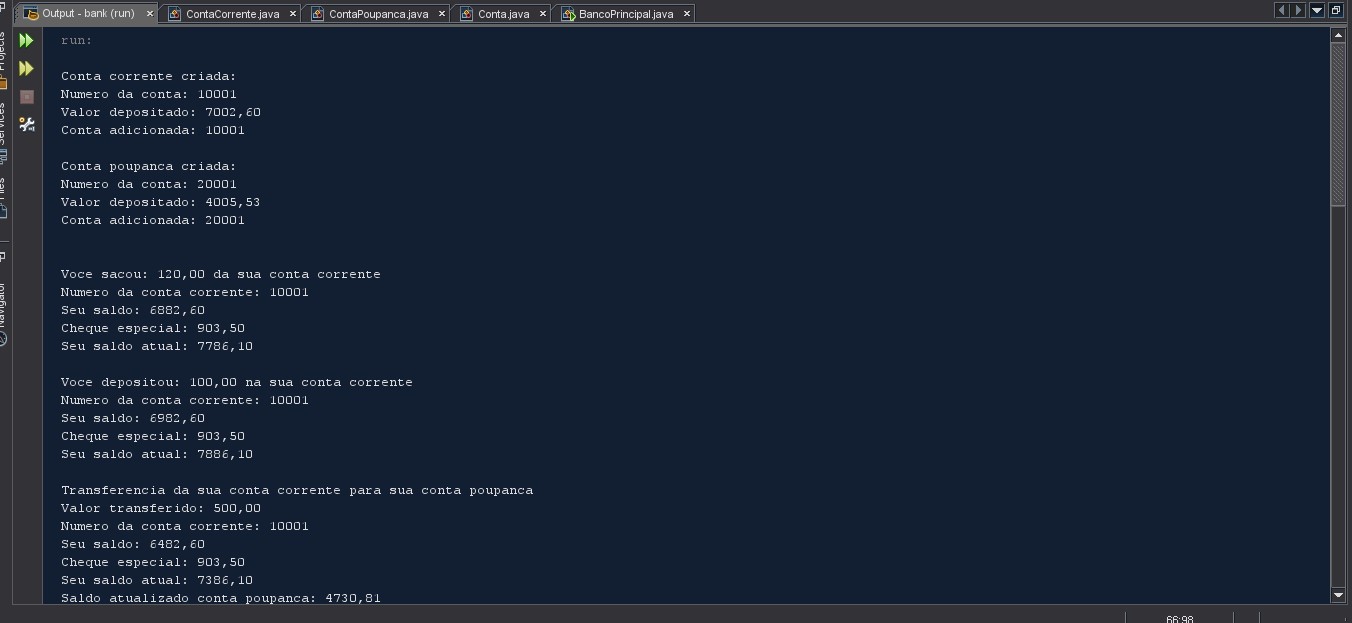 Output - bank (run)
ContaCorrente.java
ContaPoupanca.java
Conta.java
BancoPrincipal.java
Projects
Services
Files
Navigator
run:
Conta corrente criada:
Numero da conta: 10001
Valor depositado: 7002,60
Conta adicionada: 10001
Conta poupanca criada:
Numero da conta: 20001
Valor depositado: 4005,53
Conta adicionada: 20001
Voce sacou: 120,00 da sua conta corrente
Numero da conta corrente: 10001
Seu saldo: 6882,60
Cheque especial: 903,50
Seu saldo atual: 7786,10
Voce depositou: 100,00 na sua conta corrente
Numero da conta corrente: 10001
Seu saldo: 6982,60
Cheque especial: 903,50
Seu saldo atual: 7886,10
Transferencia da sua conta corrente para sua conta poupanca
Valor transferido: 500,00
Numero da conta corrente: 10001
Seu saldo: 6482,60
Cheque especial: 903,50
Seu saldo atual: 7386,10
Saldo atualizado conta poupanca: 4730,81
66:98